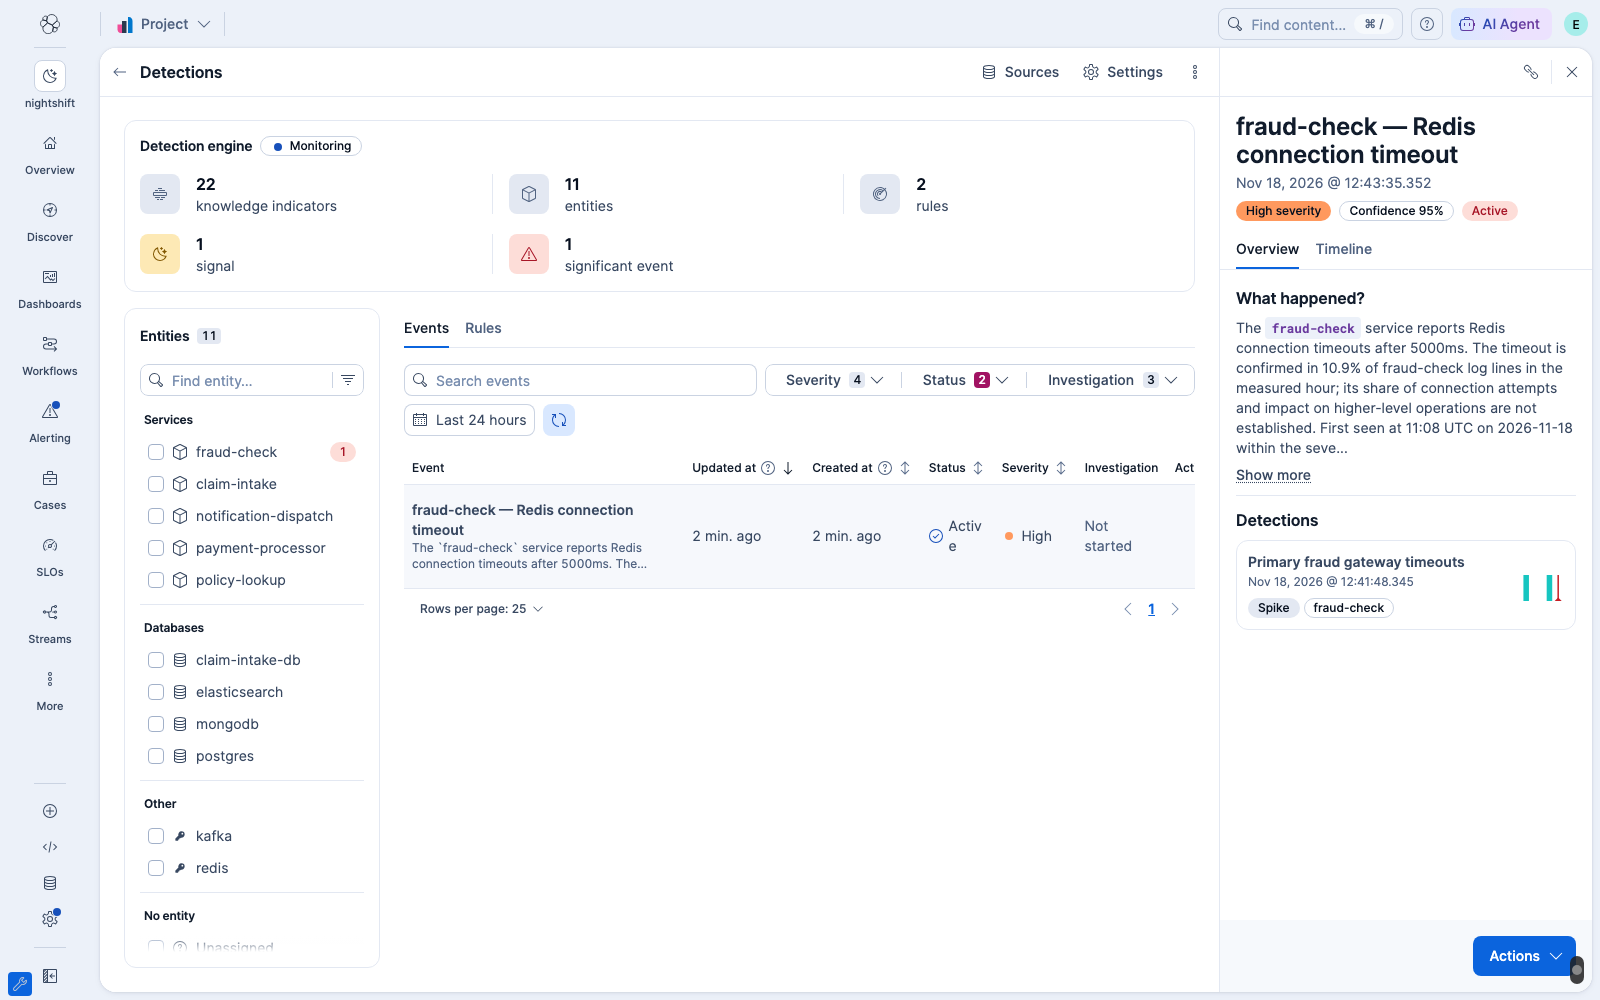 Project
Find content...
⌘ /
AI Agent
E
nightshift
Overview
Discover
Dashboards
Workflows
Alerting
Cases
SLOs
Streams
More
Detections
Sources
Settings
Detection engine
Monitoring
22
knowledge indicators
11
entities
2
rules
1
signal
1
significant event
Entities 11
Find entity...
Services
fraud-check 1
claim-intake
notification-dispatch
payment-processor
policy-lookup
Databases
claim-intake-db
elasticsearch
mongodb
postgres
Other
kafka
redis
No entity
Unassigned
Events
Rules
Search events
Severity 4
Status 2
Investigation 3
Last 24 hours
Event
Updated at
Created at
Status
Severity
Investigation
Act
fraud-check — Redis connection
timeout
The `fraud-check` service reports Redis
connection timeouts after 5000ms. The...
2 min. ago
2 min. ago
Activ
e
High
Not
started
Rows per page: 25
1
fraud-check — Redis
connection timeout
Nov 18, 2026 @ 12:43:35.352
High severity
Confidence 95%
Active
Overview
Timeline
What happened?
The fraud-check service reports Redis
connection timeouts after 5000ms. The timeout is
confirmed in 10.9% of fraud-check log lines in the
measured hour; its share of connection attempts
and impact on higher-level operations are not
established. First seen at 11:08 UTC on 2026-11-18
within the seve...
Show more
Detections
Primary fraud gateway timeouts
Nov 18, 2026 @ 12:41:48.345
Spike
fraud-check
Actions